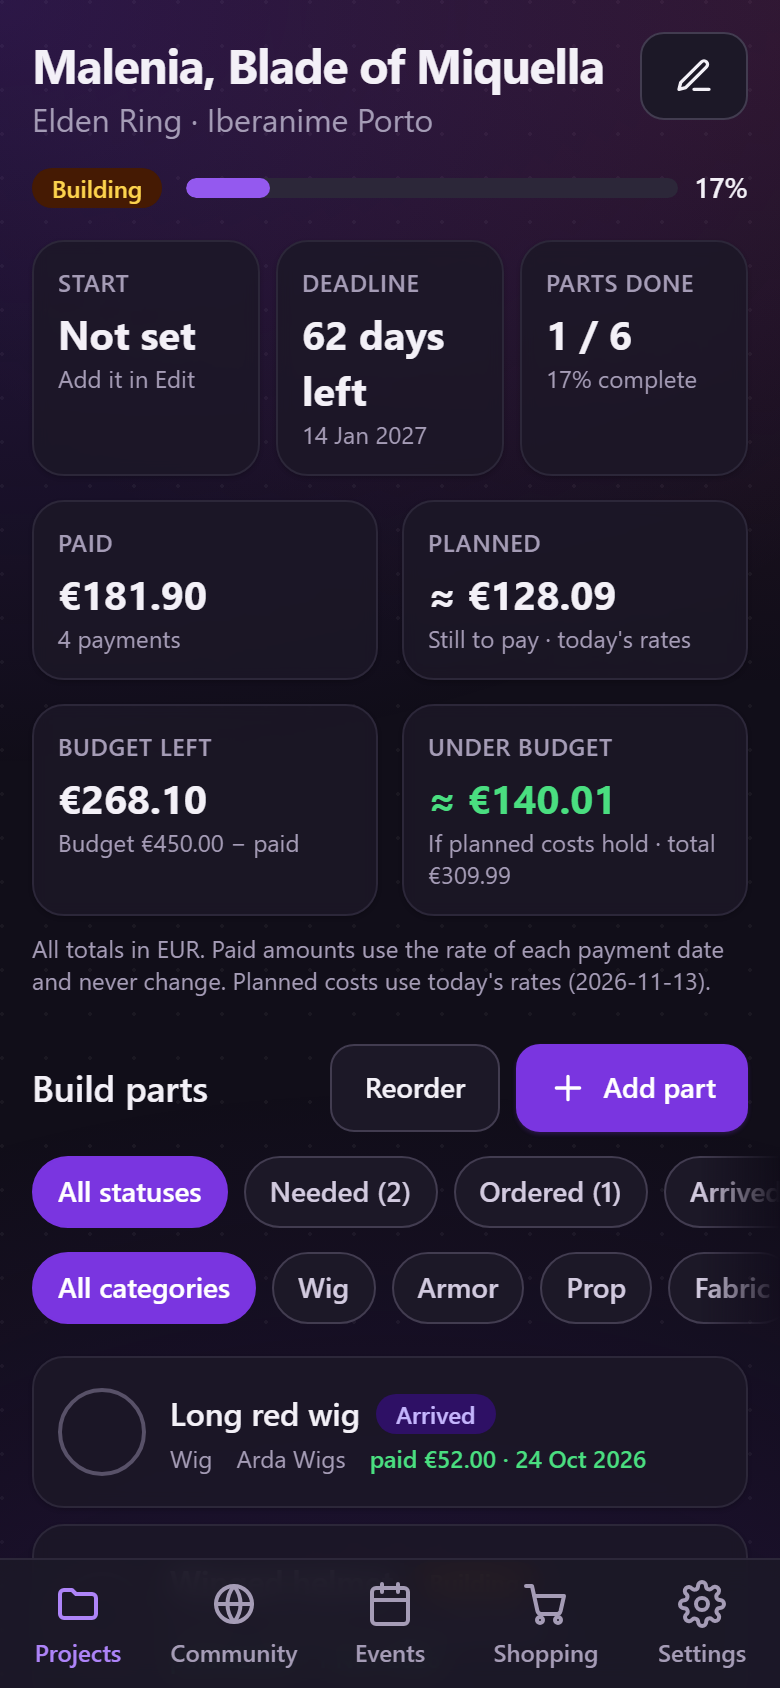 Malenia, Blade of Miquella
Elden Ring · Iberanime Porto
Building
17%
START
Not set
Add it in Edit
DEADLINE
62 days
left
14 Jan 2027
PARTS DONE
1 / 6
17% complete
PAID
€181.90
4 payments
PLANNED
≈ €128.09
Still to pay · today's rates
BUDGET LEFT
€268.10
Budget €450.00 − paid
UNDER BUDGET
≈ €140.01
If planned costs hold · total
€309.99
All totals in EUR. Paid amounts use the rate of each payment date
and never change. Planned costs use today's rates (2026-11-13).
Build parts
Reorder
Add part
All statuses
Needed (2)
Ordered (1)
Arrived
All categories
Wig
Armor
Prop
Fabric
Long red wig
Arrived
Wig Arda Wigs paid €52.00 · 24 Oct 2026
Projects
Community
Events
Shopping
Settings